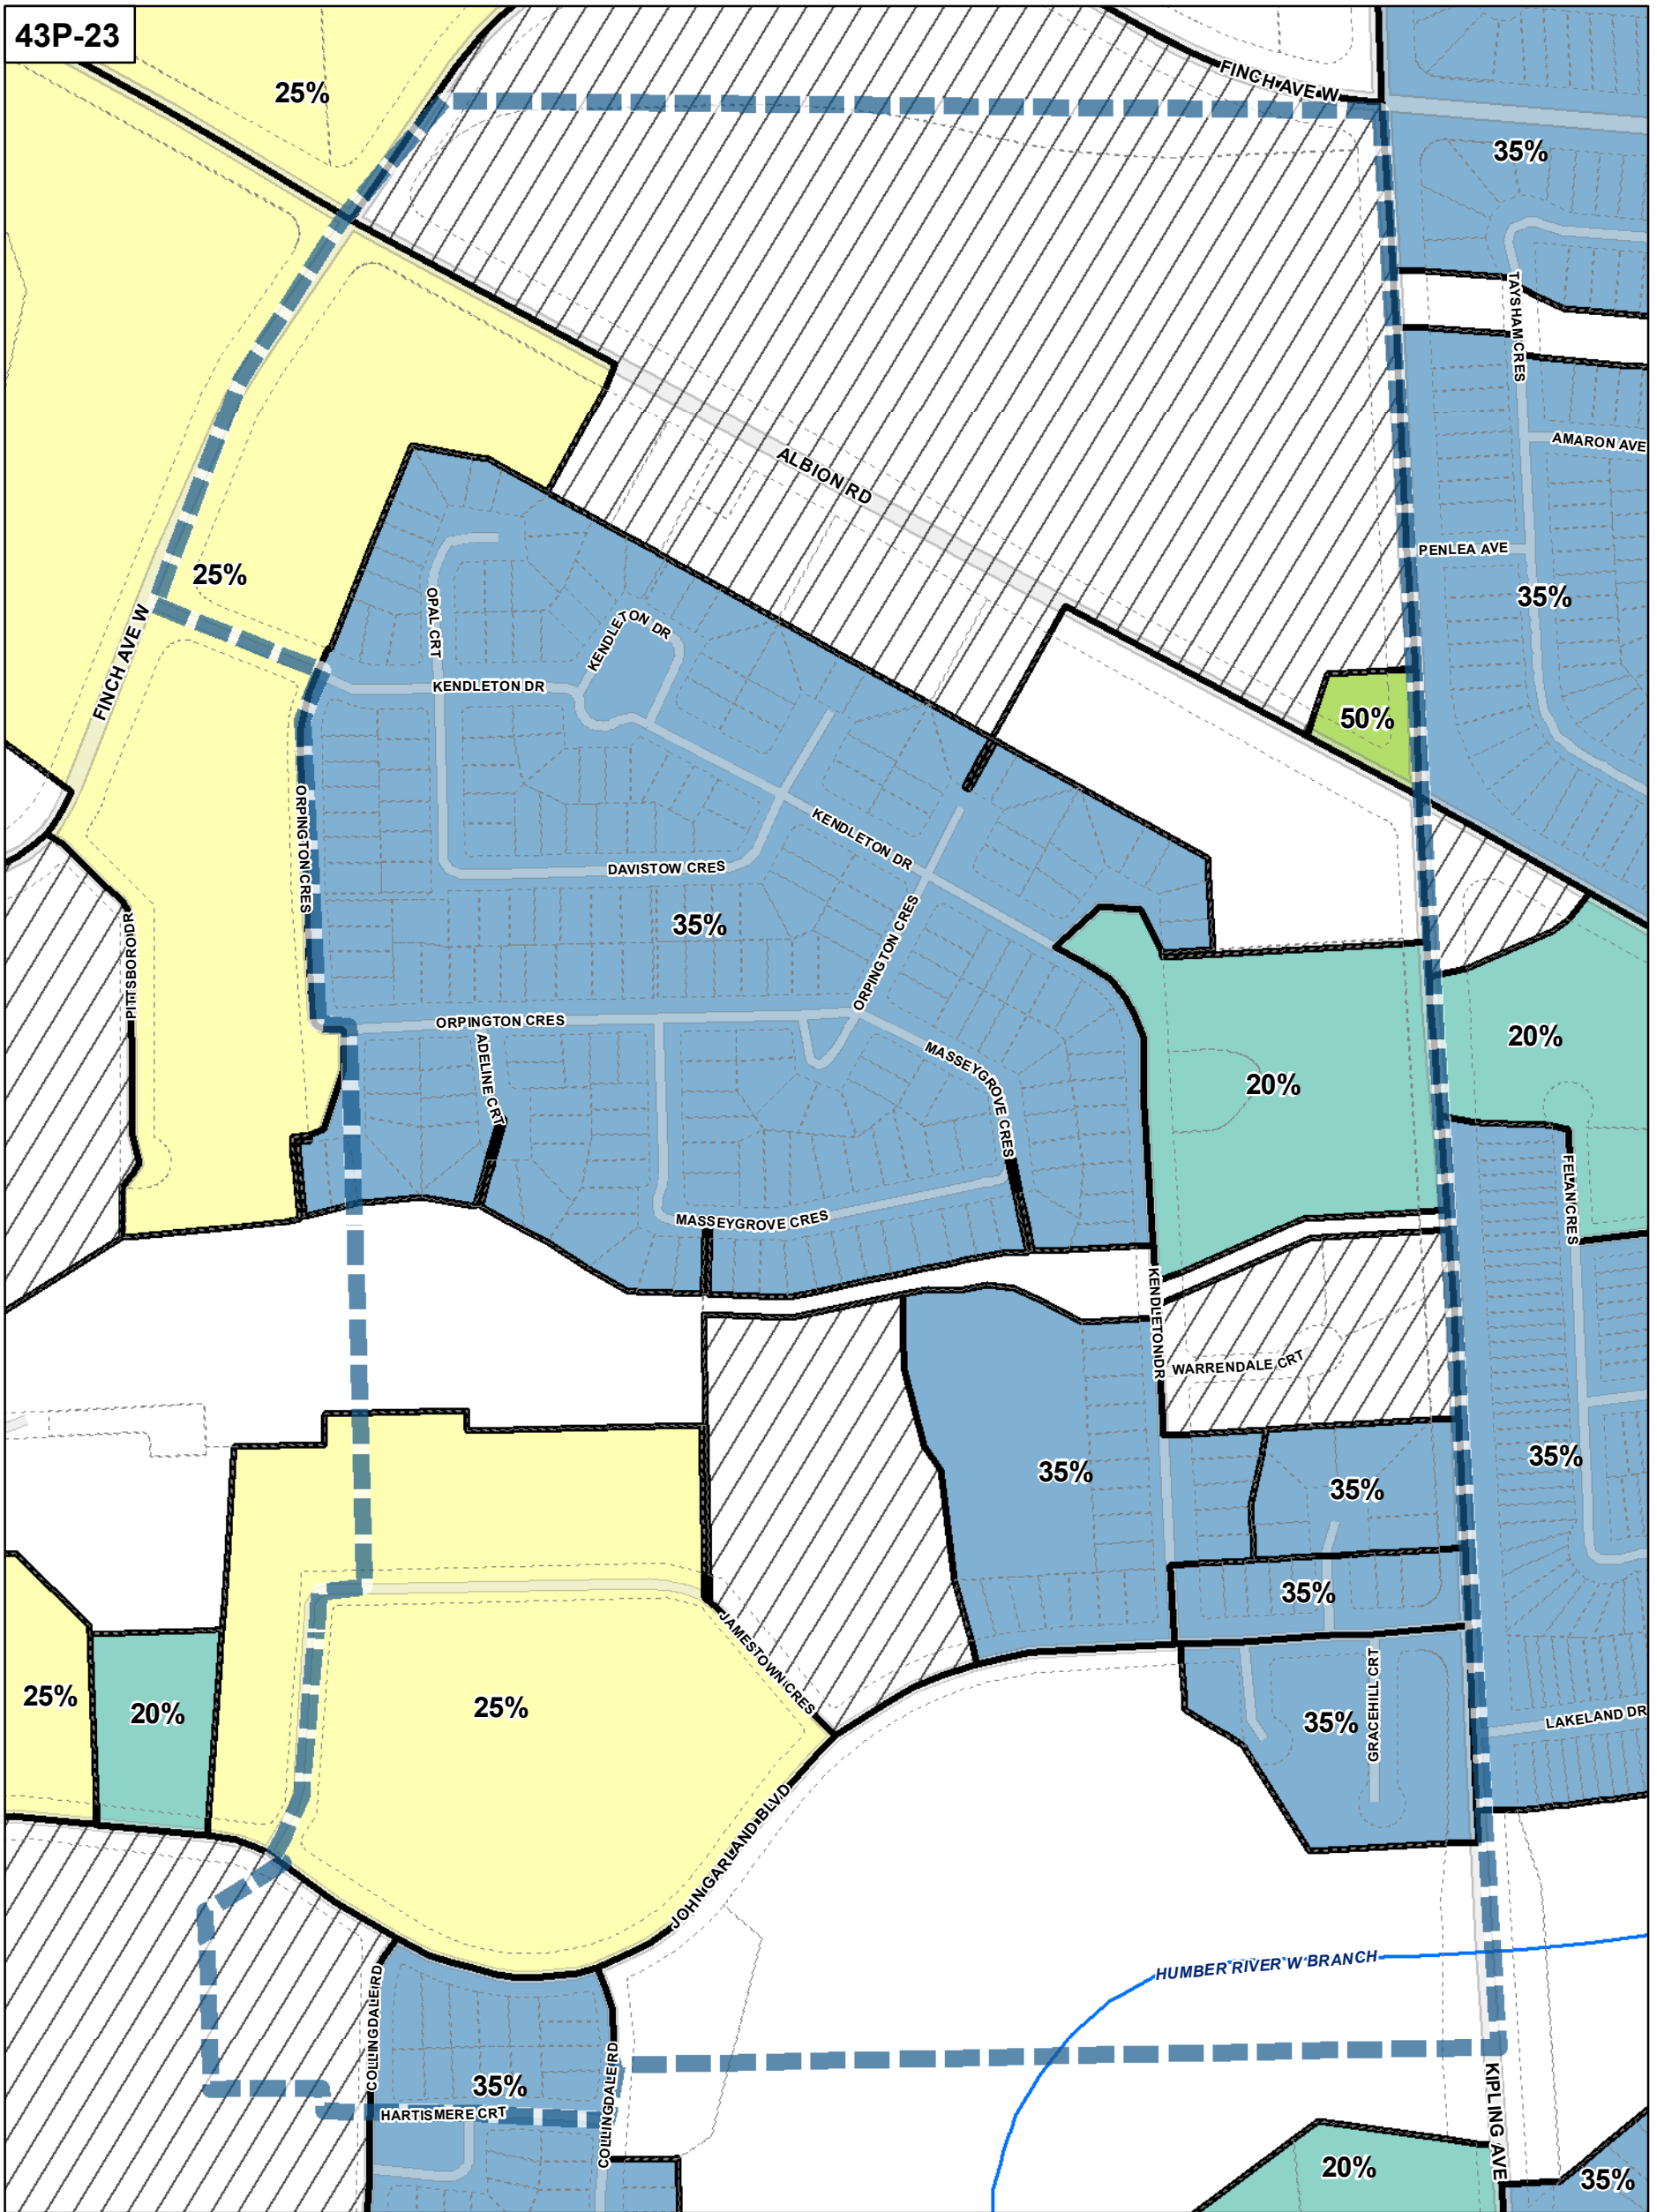 43P-23
25%
FINCH AVE W
35%
TAYSHAM CRES
AMARON AVE
ALBION RD
PENLEA AVE
25%
35%
OPAL CRT
KENDLETON DR
FINCH AVE W
KENDLETON DR
50%
ORPINGTON CRES
KENDLETON DR
DAVISTOW CRES
35%
PITTSBORO DR
ORPINGTON CRES
ORPINGTON CRES
ADELINE CRT
MASSEYGROVE CRES
20%
20%
FELAN CRES
MASSEYGROVE CRES
KENDLETON DR
WARRENDALE CRT
35%
35%
35%
35%
JAMESTOWN CRES
25%
20%
25%
35%
GRACEHILL CRT
LAKELAND DR
JOHN GARLAND BLVD
HUMBER RIVER W BRANCH
COLLINGDALE RD
35%
HARTISMERE CRT
COLLINGDALE RD
KIPLING AVE
20%
35%